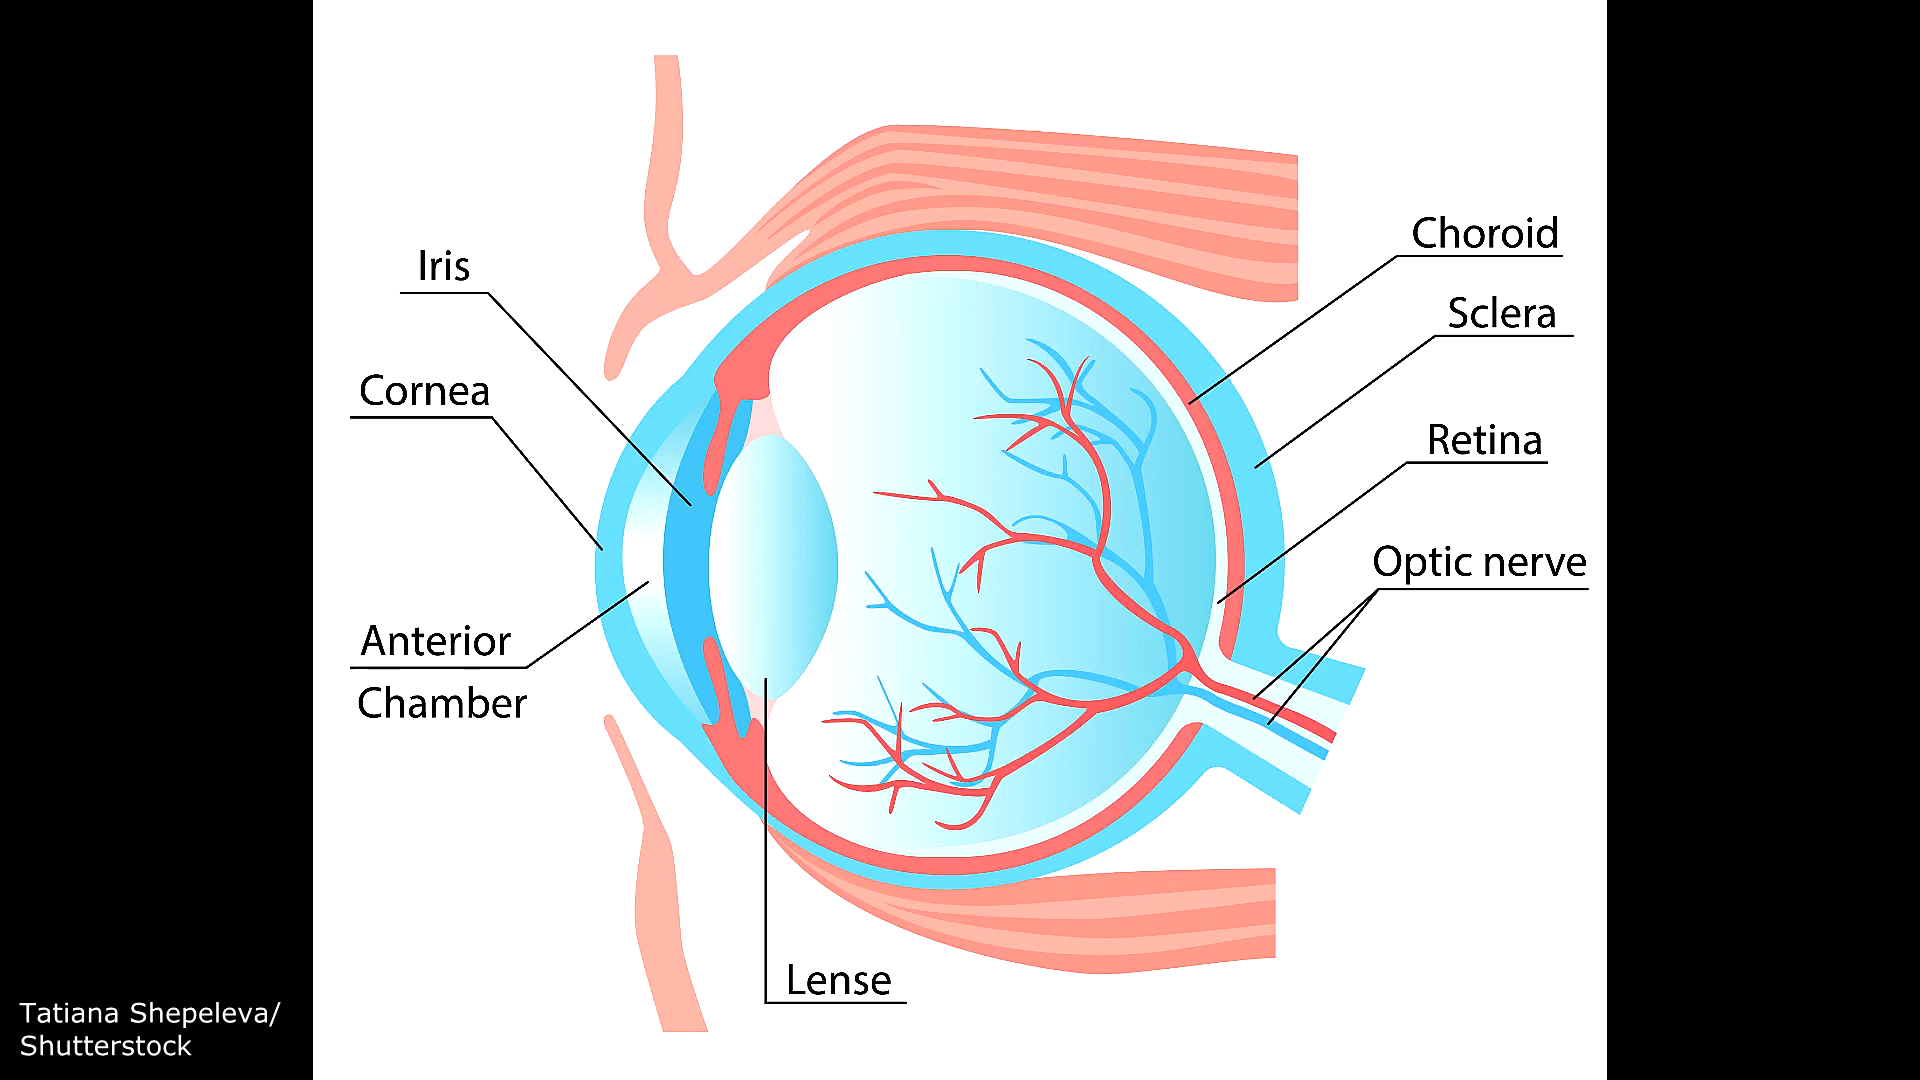 Choroid
Iris
Sclera
Cornea
Retina
Optic nerve
Anterior
Chamber
Lense
Tatiana Shepeleva/
Shutterstock